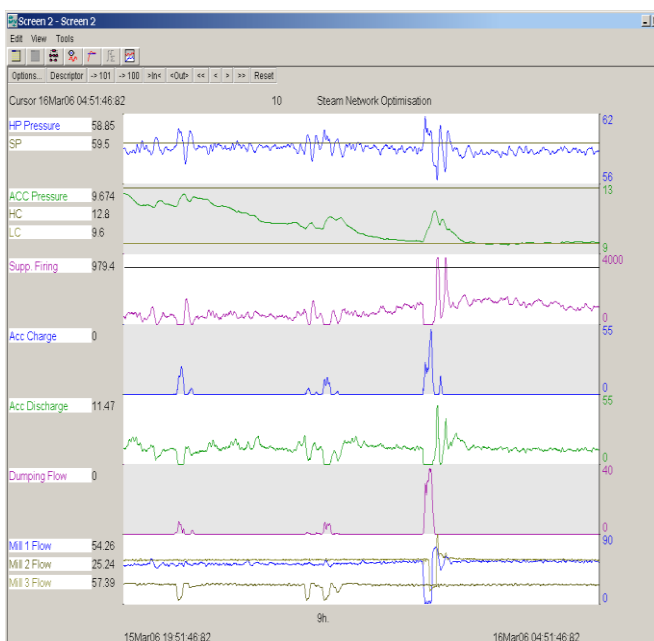 Screen 2 - Screen 2
Edit View Tools
Options... Descriptor -> 101 -> 100 >In< <Out> << < > >> Reset
Cursor 16Mar06 04:51:46:82 10 Steam Network Optimisation
HP Pressure 58.85 62
SP 59.5
56
ACC Pressure 9.674 13
HC 12.8
LC 9.6
9
Supp. Firing 979.4 4000
0
Acc Charge 0 55
0
Acc Discharge 11.47 55
0
Dumping Flow 0 40
0
Mill 1 Flow 54.26 90
Mill 2 Flow 25.24
Mill 3 Flow 57.39
0
9h.
15Mar06 19:51:46:82 16Mar06 04:51:46:82